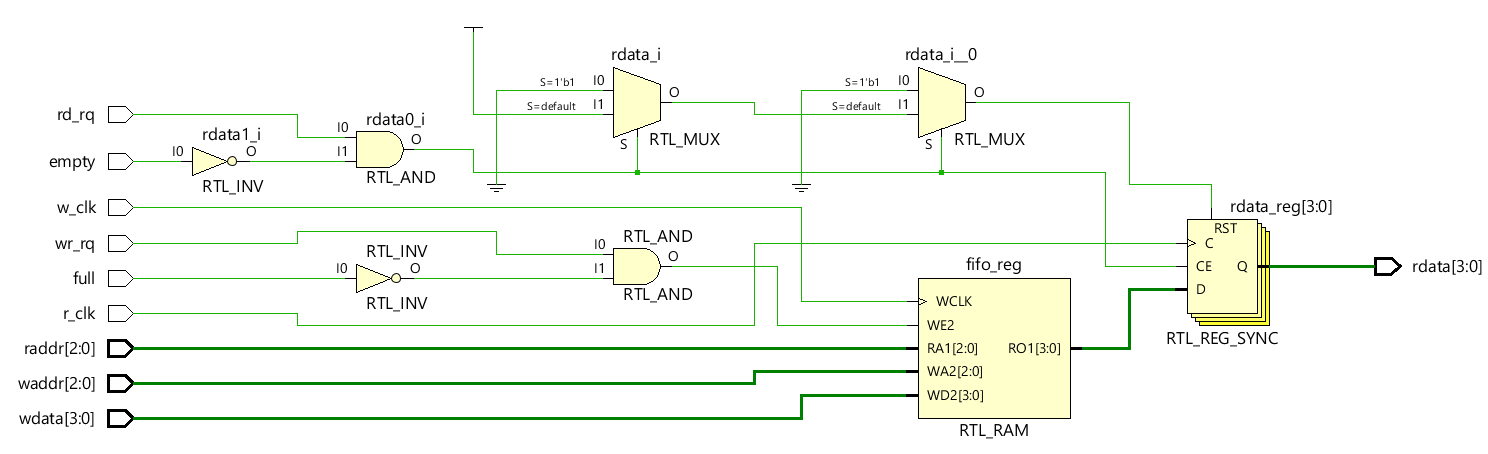 rdata_i
rdata_i__0
S=1'b1 I0
O
S=default I1
S
RTL_MUX
S=1'b1 I0
O
S=default I1
S
RTL_MUX
rd_rq
rdata1_i
rdata0_i
I0
O
I1
RTL_AND
empty
I0
O
RTL_INV
w_clk
rdata_reg[3:0]
RST
C
CE
Q
D
RTL_REG_SYNC
rdata[3:0]
wr_rq
RTL_INV
RTL_AND
I0
O
I1
RTL_AND
full
I0
O
RTL_INV
fifo_reg
r_clk
WCLK
WE2
raddr[2:0]
RA1[2:0]
RO1[3:0]
waddr[2:0]
WA2[2:0]
wdata[3:0]
WD2[3:0]
RTL_RAM